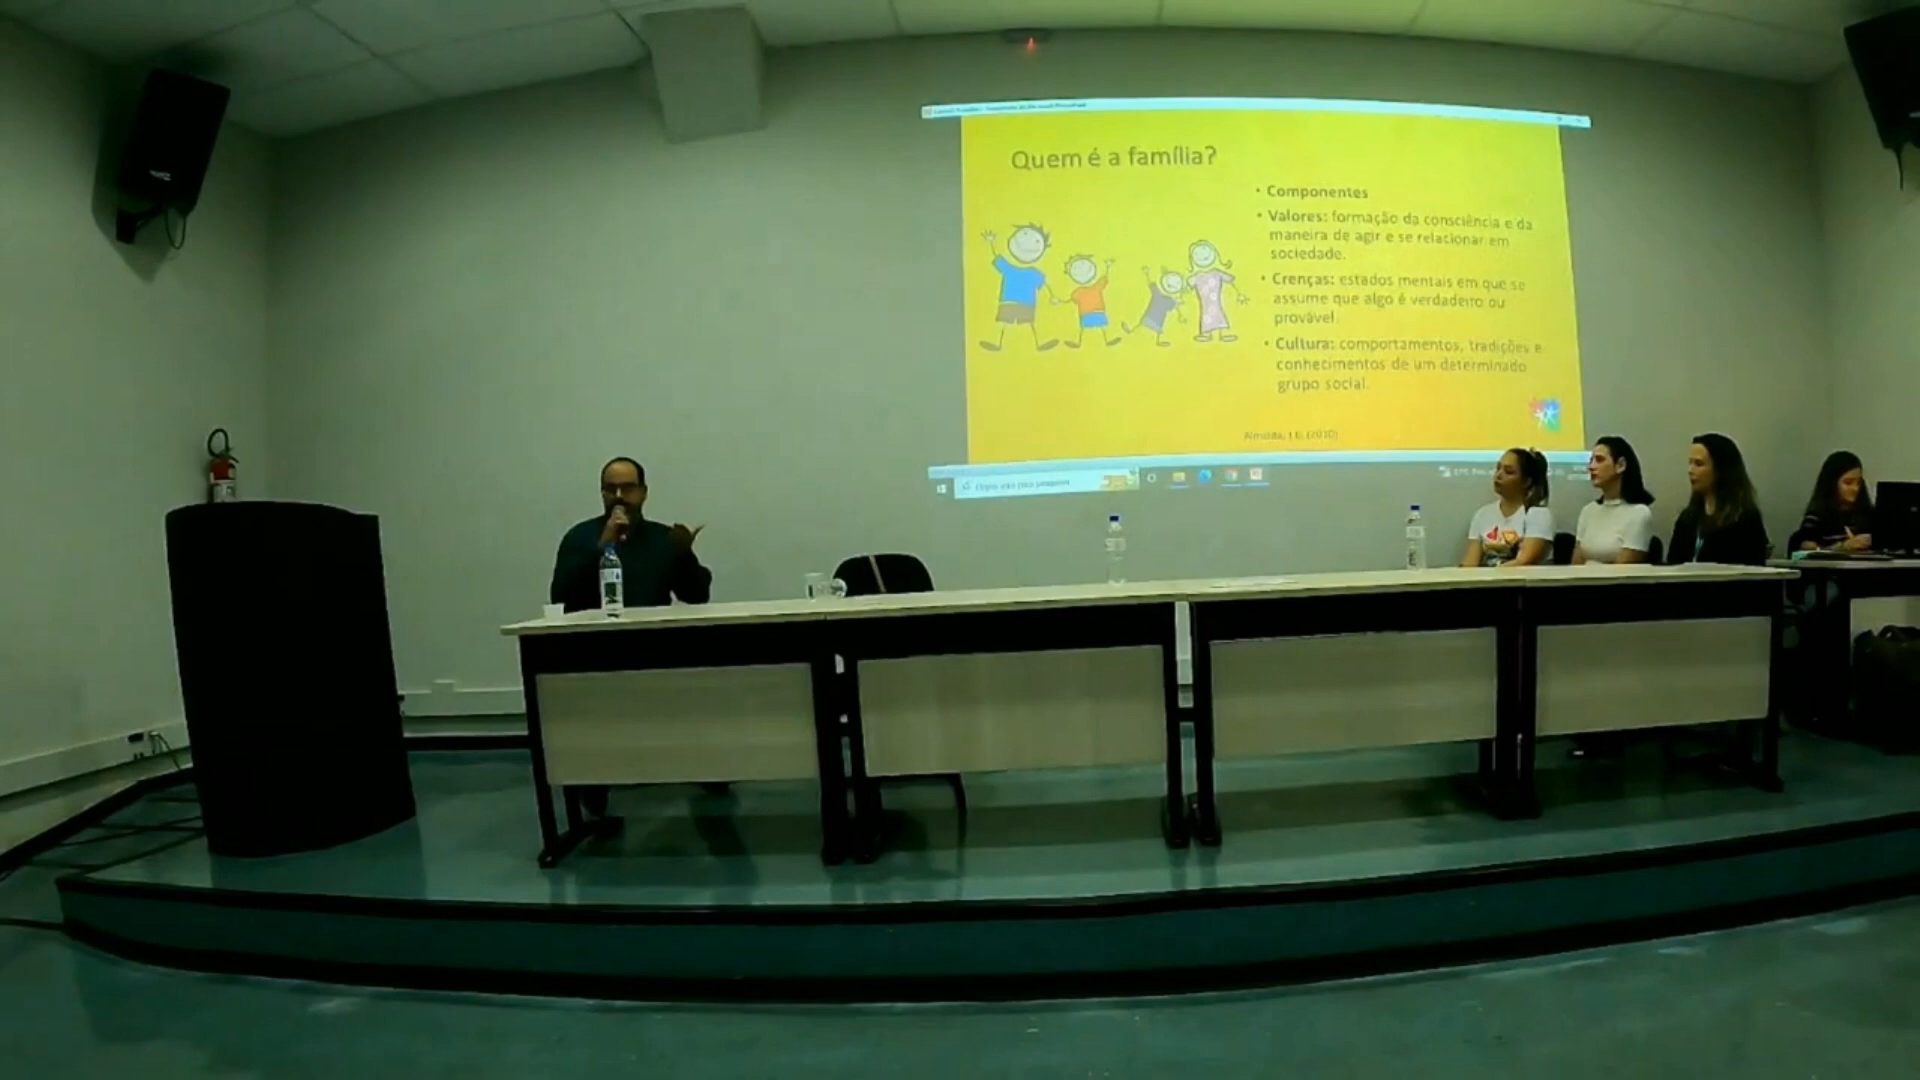 Quem é a família?
• Componentes
• Valores: formação da consciência e da
maneira de agir e se relacionar em
sociedade.
• Crenças: estados mentais em que se
assume que algo é verdadeiro ou
provável.
• Cultura: comportamentos, tradições e
conhecimentos de um determinado
grupo social.